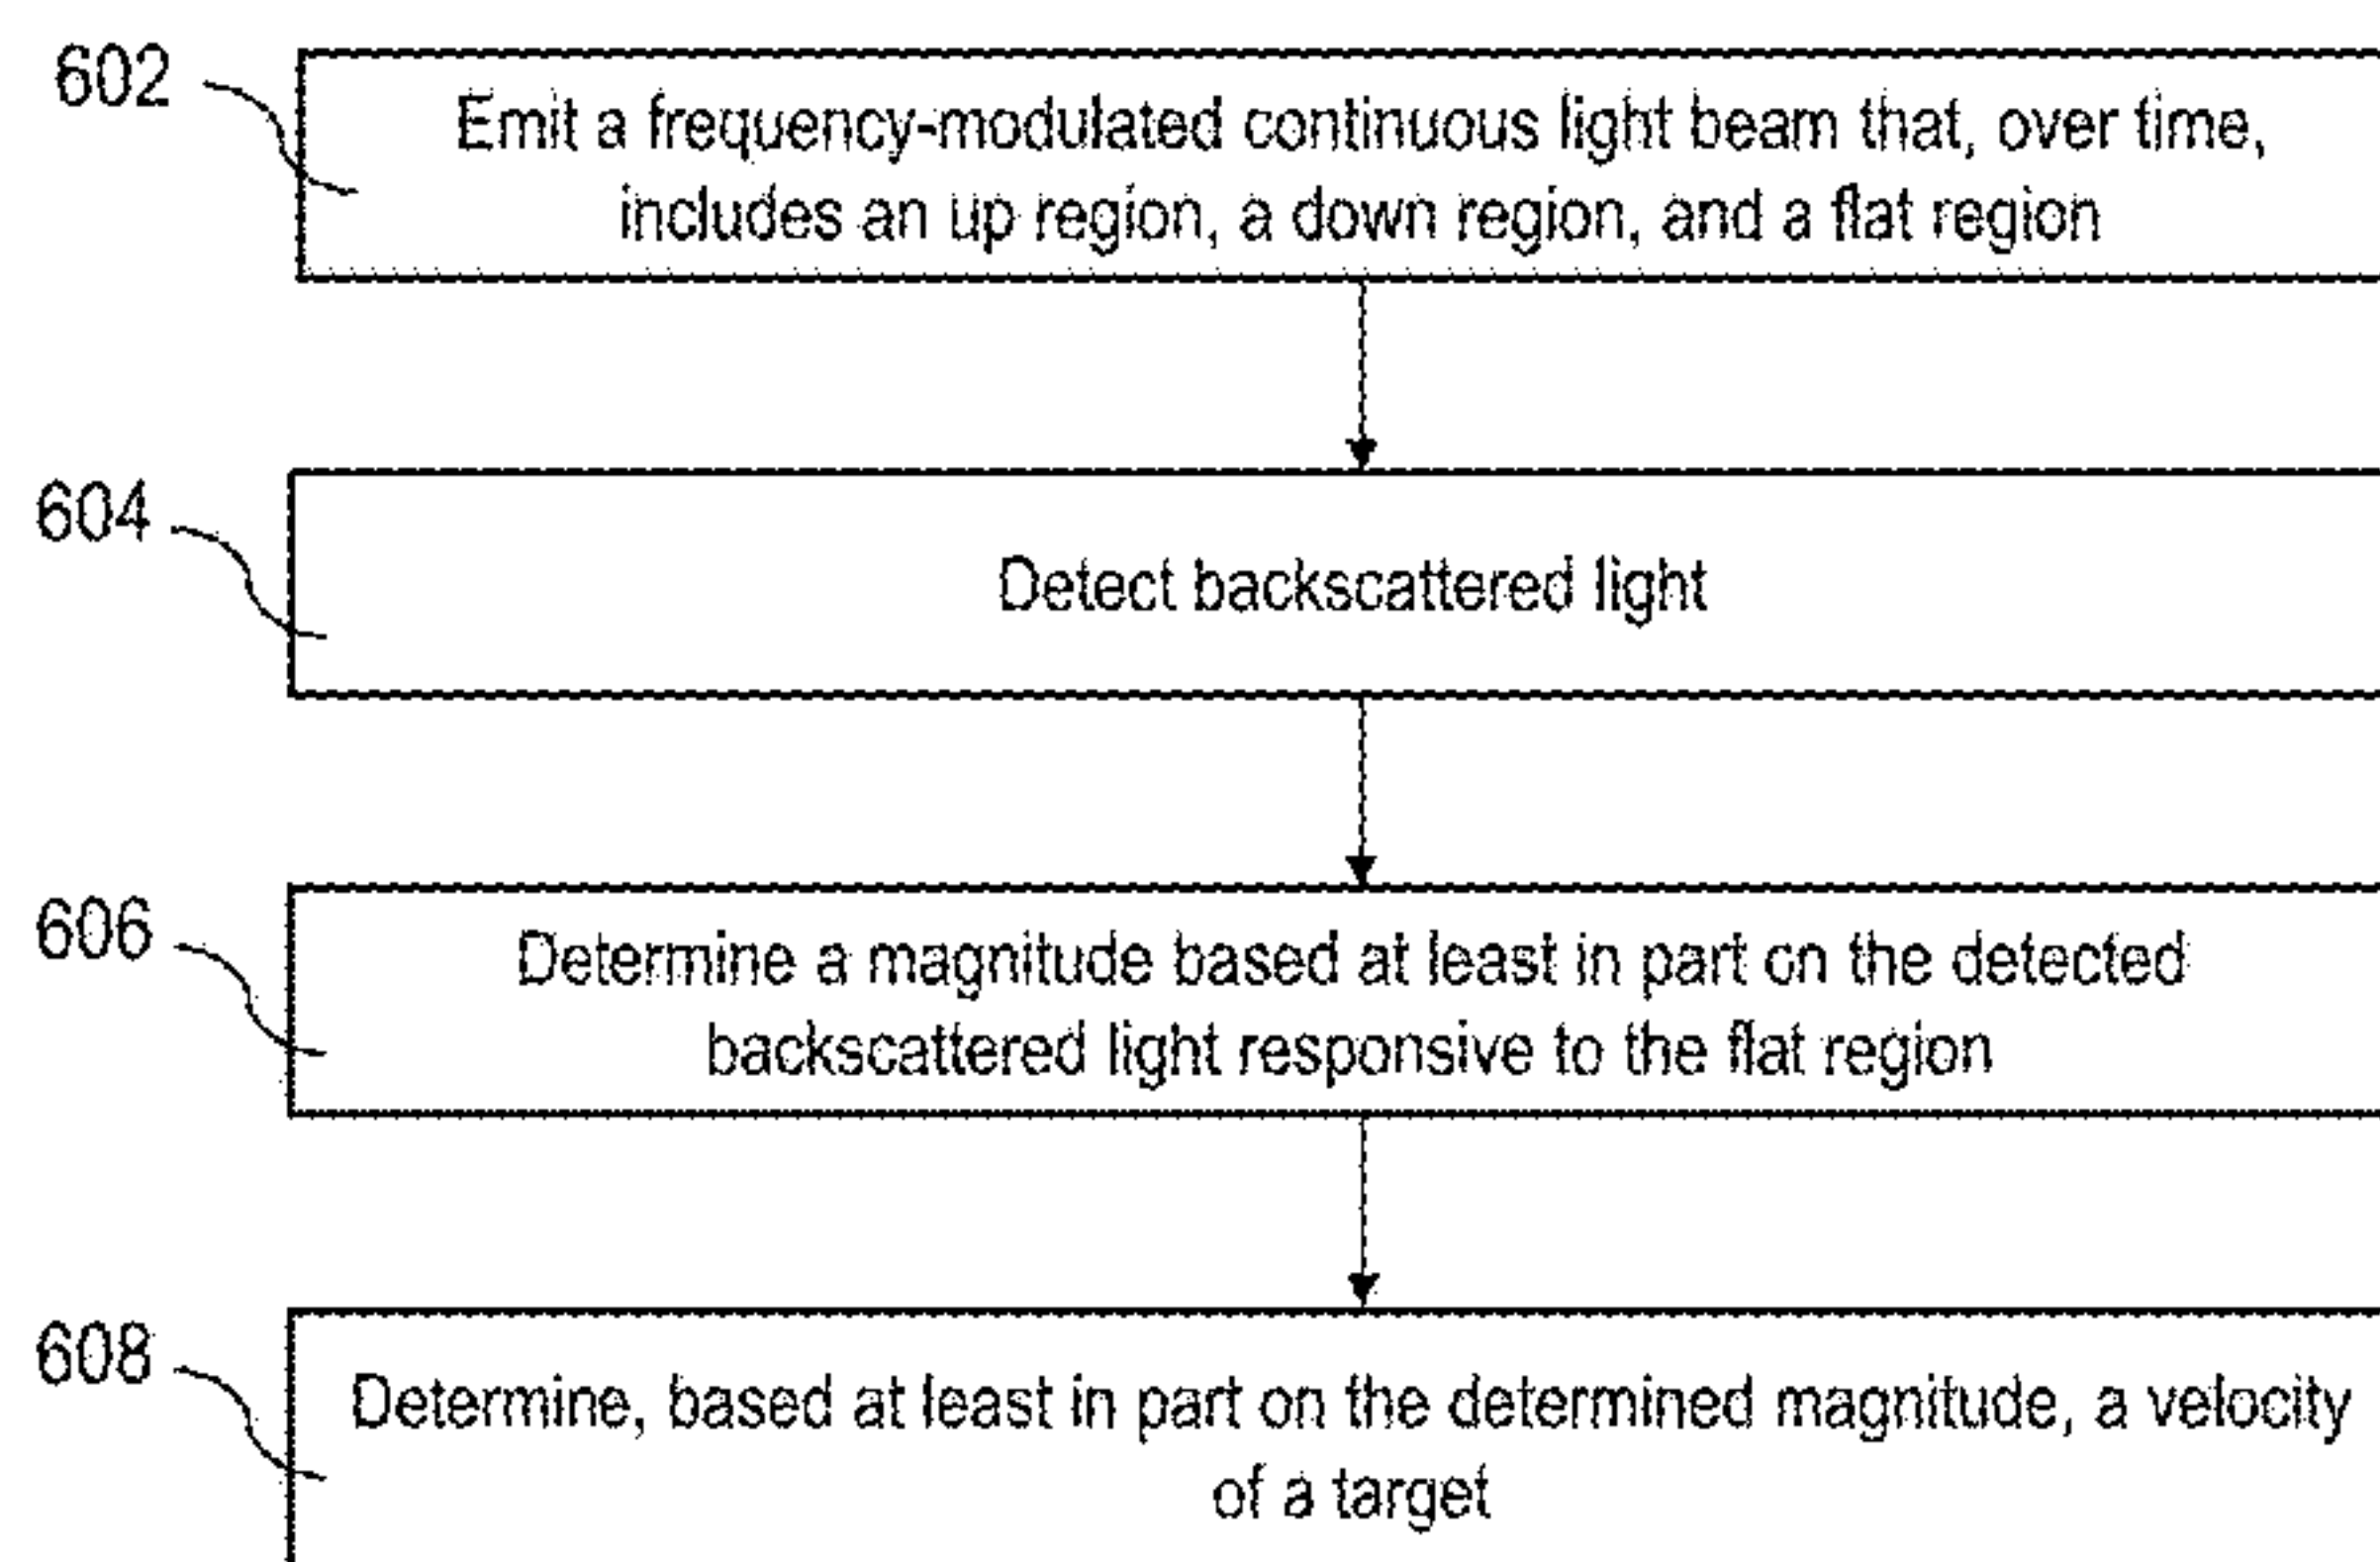 602
Emit a frequency-modulated continuous light beam that, over time,
includes an up region, a down region, and a flat region
604
Detect backscattered light
606
Determine a magnitude based at least in part on the detected
backscattered light responsive to the flat region
608
Determine, based at least in part on the determined magnitude, a velocity
of a target